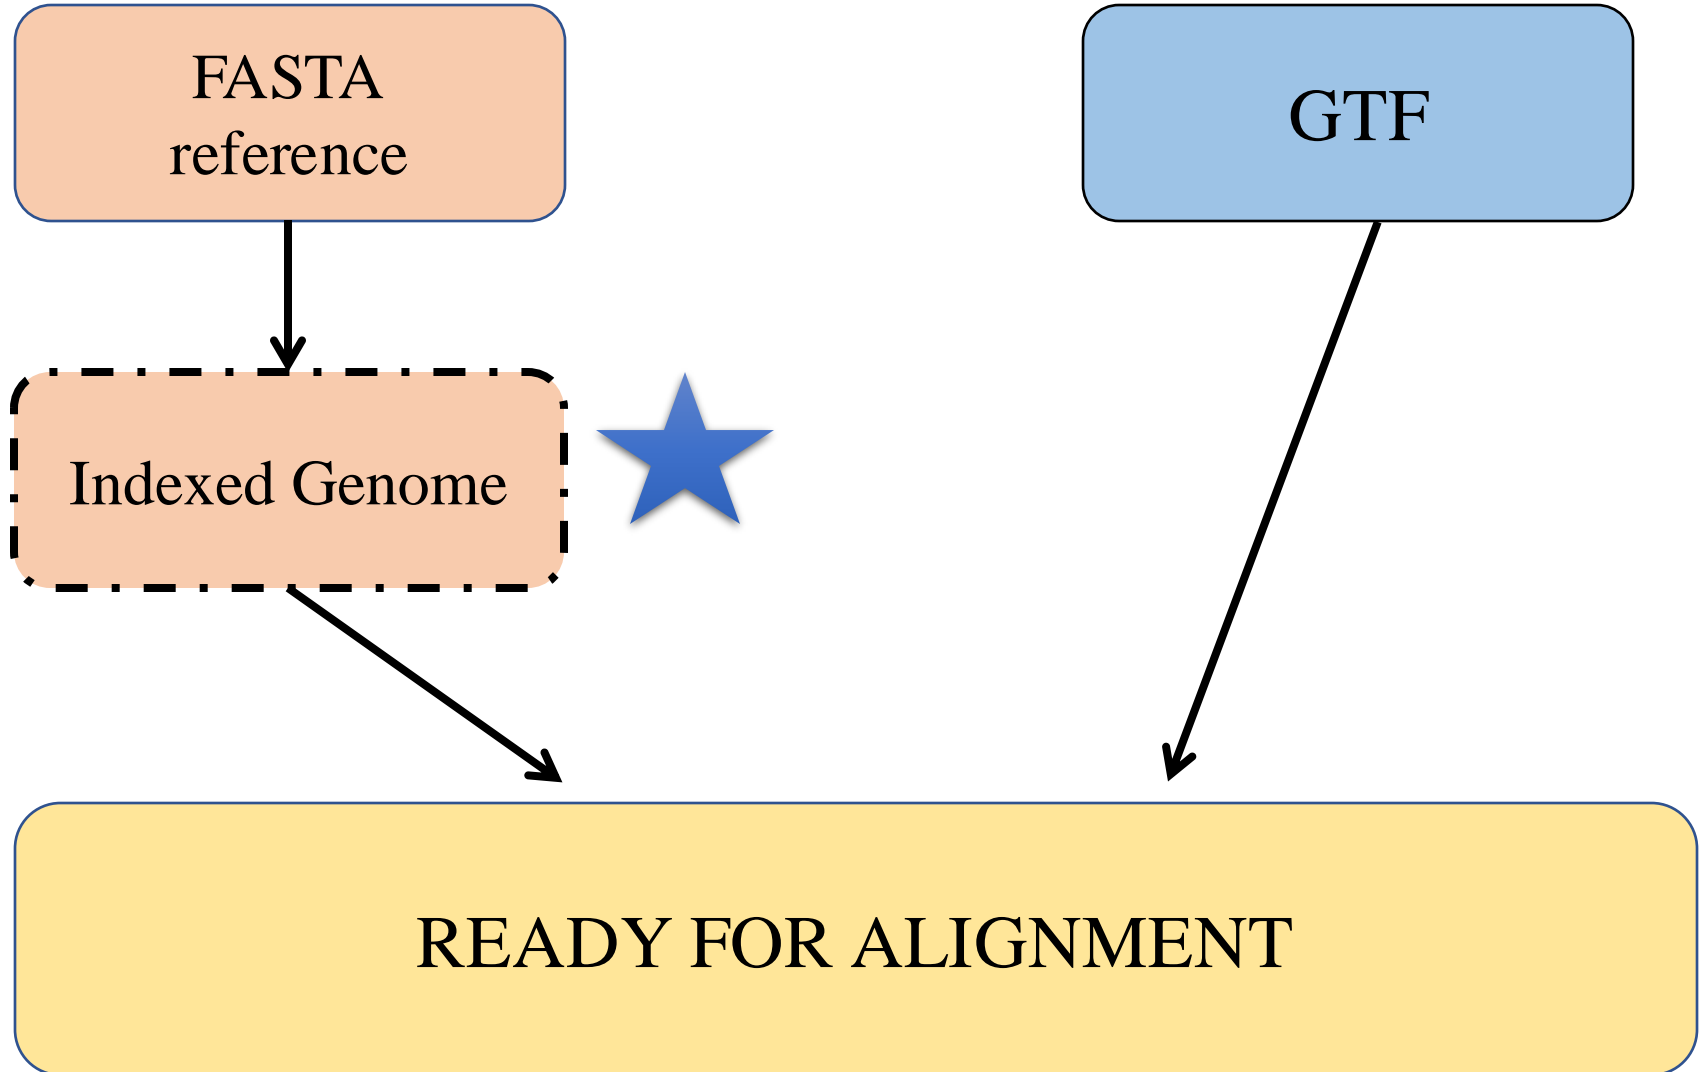 FASTA
reference
GTF
Indexed Genome
READY FOR ALIGNMENT